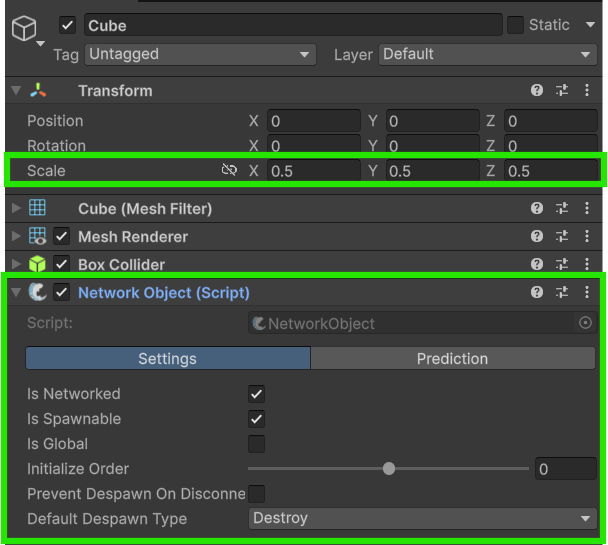 Cube Static
Tag Untagged Layer Default
Transform
Position X 0 Y 0 Z 0
Rotation X 0 Y 0 Z 0
Scale X 0.5 Y 0.5 Z 0.5
Cube (Mesh Filter)
Mesh Renderer
Box Collider
Network Object (Script)
Script: NetworkObject
Settings Prediction
Is Networked
Is Spawnable
Is Global
Initialize Order 0
Prevent Despawn On Disconne
Default Despawn Type Destroy